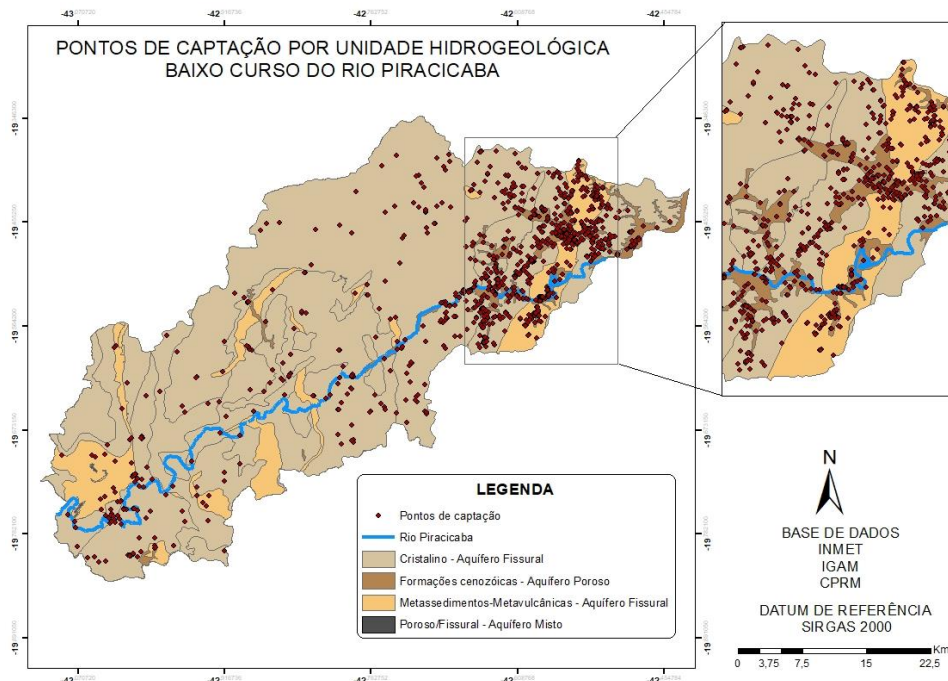 PONTOS DE CAPTAÇÃO POR UNIDADE HIDROGEOLÓGICA
BAIXO CURSO DO RIO PIRACICABA
LEGENDA
Pontos de captação
Rio Piracicaba
Cristalino - Aquífero Fissural
Formações cenozóicas - Aquífero Poroso
Metassedimentos-Metavulcânicas - Aquífero Fissural
Poroso/Fissural - Aquífero Misto
N
BASE DE DADOS
INMET
IGAM
CPRM
DATUM DE REFERÊNCIA
SIRGAS 2000
Km
0 3,75 7,5 15 22,5